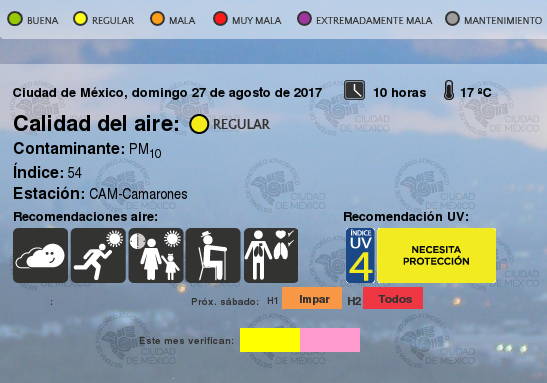 BUENA REGULAR MALA MUY MALA EXTREMADAMENTE MALA MANTENIMIENTO
Ciudad de México, domingo 27 de agosto de 2017 10 horas 17 ºC
Calidad del aire: REGULAR
Contaminante: PM10
Índice: 54
Estación: CAM-Camarones
Recomendaciones aire: Recomendación UV:
ÍNDICE
UV
4
NECESITA
PROTECCIÓN
: Próx. sábado: H1 Impar H2 Todos
Este mes verifican:
CIUDAD
DE MÉXICO